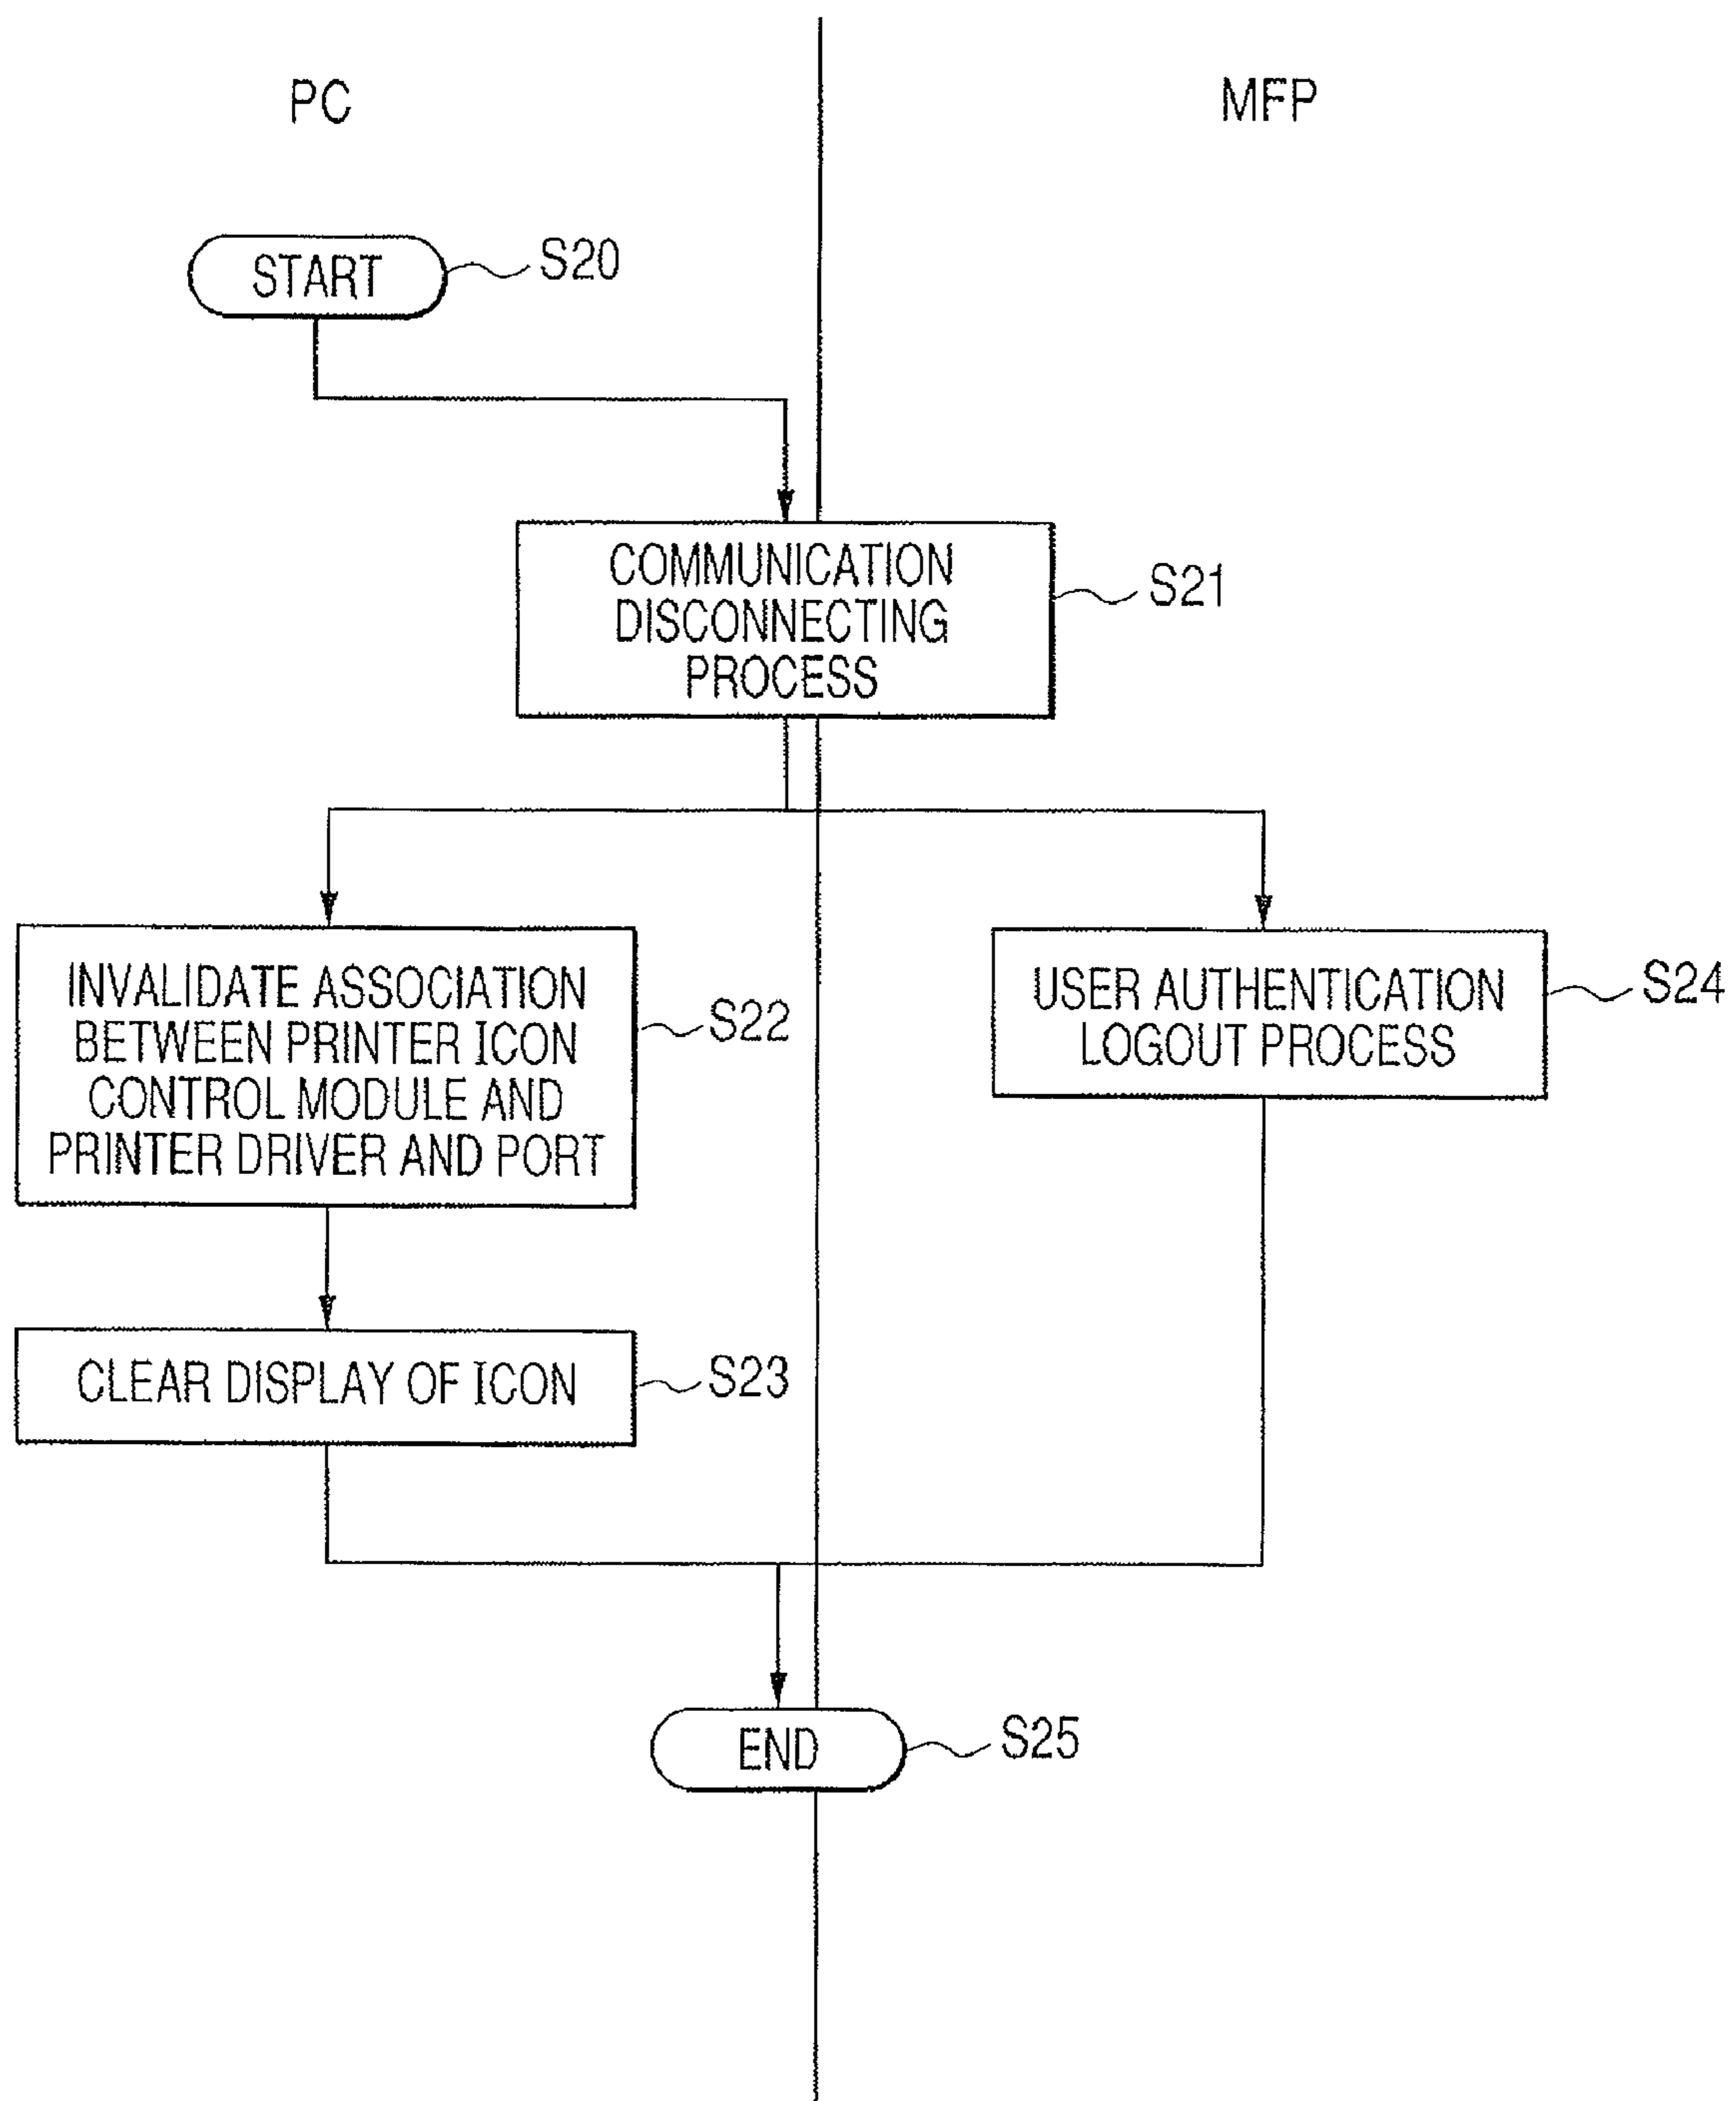 PC
MFP
START
S20
COMMUNICATION
DISCONNECTING
PROCESS
S21
INVALIDATE ASSOCIATION
BETWEEN PRINTER ICON
CONTROL MODULE AND
PRINTER DRIVER AND PORT
S22
USER AUTHENTICATION
LOGOUT PROCESS
S24
CLEAR DISPLAY OF ICON
S23
END
S25